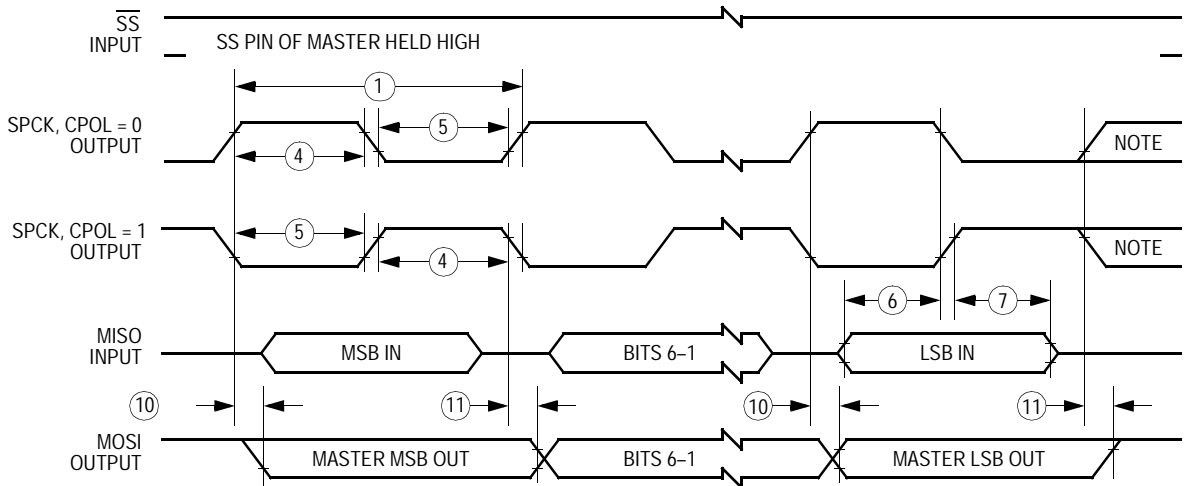 SS
INPUT
SS PIN OF MASTER HELD HIGH
1
SPCK, CPOL = 0
OUTPUT
5
4
NOTE
SPCK, CPOL = 1
OUTPUT
5
4
NOTE
6
7
MISO
INPUT
MSB IN
BITS 6–1
LSB IN
10
11
10
11
MOSI
OUTPUT
MASTER MSB OUT
BITS 6–1
MASTER LSB OUT